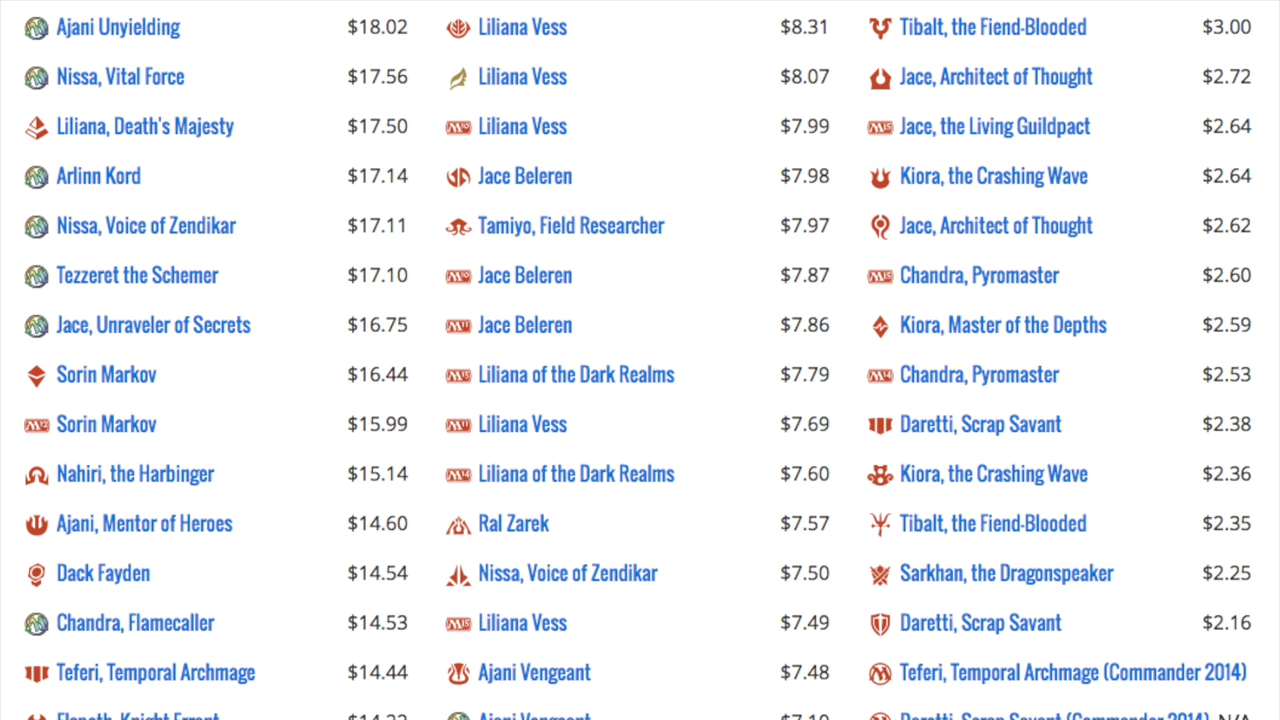 Ajani Unyielding $18.02
Nissa, Vital Force $17.56
Liliana, Death's Majesty $17.50
Arlinn Kord $17.14
Nissa, Voice of Zendikar $17.11
Tezzeret the Schemer $17.10
Jace, Unraveler of Secrets $16.75
Sorin Markov $16.44
Sorin Markov $15.99
Nahiri, the Harbinger $15.14
Ajani, Mentor of Heroes $14.60
Dack Fayden $14.54
Chandra, Flamecaller $14.53
Teferi, Temporal Archmage $14.44
Elspeth, Knight Errant
Liliana Vess $8.31
Liliana Vess $8.07
Liliana Vess $7.99
Jace Beleren $7.98
Tamiyo, Field Researcher $7.97
Jace Beleren $7.87
Jace Beleren $7.86
Liliana of the Dark Realms $7.79
Liliana Vess $7.69
Liliana of the Dark Realms $7.60
Ral Zarek $7.57
Nissa, Voice of Zendikar $7.50
Liliana Vess $7.49
Ajani Vengeant $7.48
Ajani Vengeant
Tibalt, the Fiend-Blooded $3.00
Jace, Architect of Thought $2.72
Jace, the Living Guildpact $2.64
Kiora, the Crashing Wave $2.64
Jace, Architect of Thought $2.62
Chandra, Pyromaster $2.60
Kiora, Master of the Depths $2.59
Chandra, Pyromaster $2.53
Daretti, Scrap Savant $2.38
Kiora, the Crashing Wave $2.36
Tibalt, the Fiend-Blooded $2.35
Sarkhan, the Dragonspeaker $2.25
Daretti, Scrap Savant $2.16
Teferi, Temporal Archmage (Commander 2014)
Daretti, Scrap Savant (Commander 2014) N/A